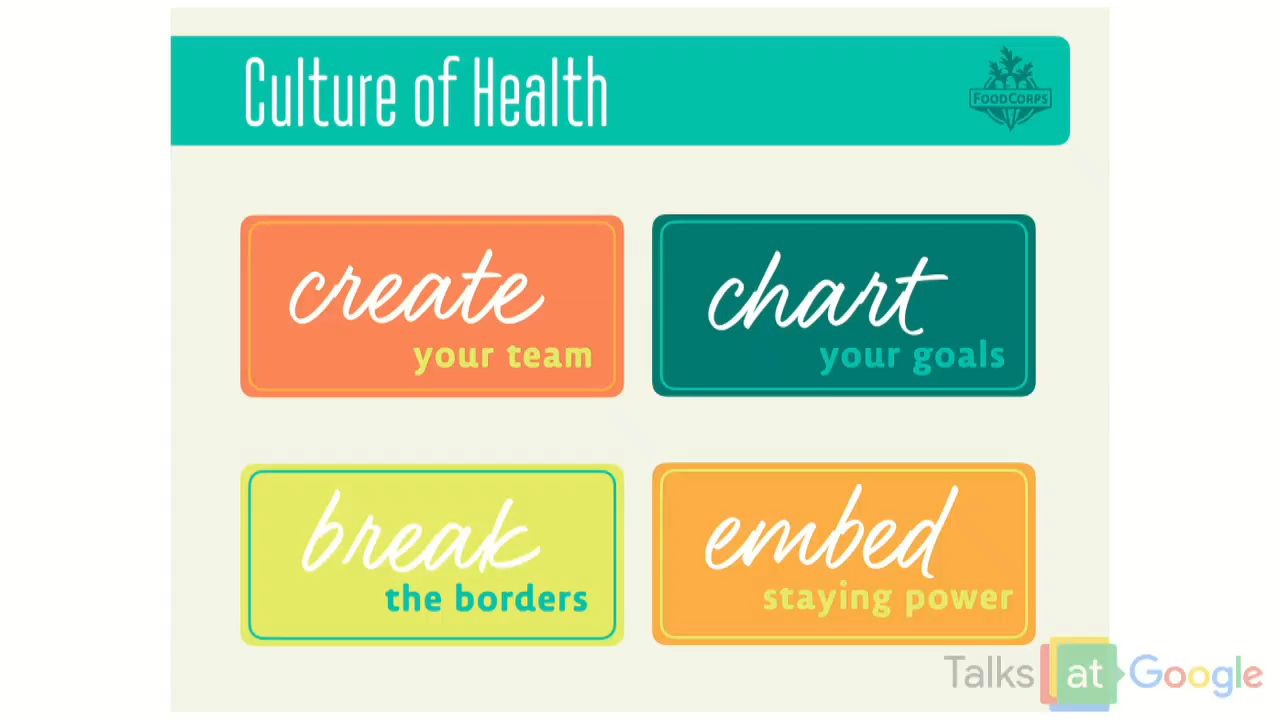 Culture of Health
FOODCORPS
create
your team
chart
your goals
break
the borders
embed
staying power
Talks at Google